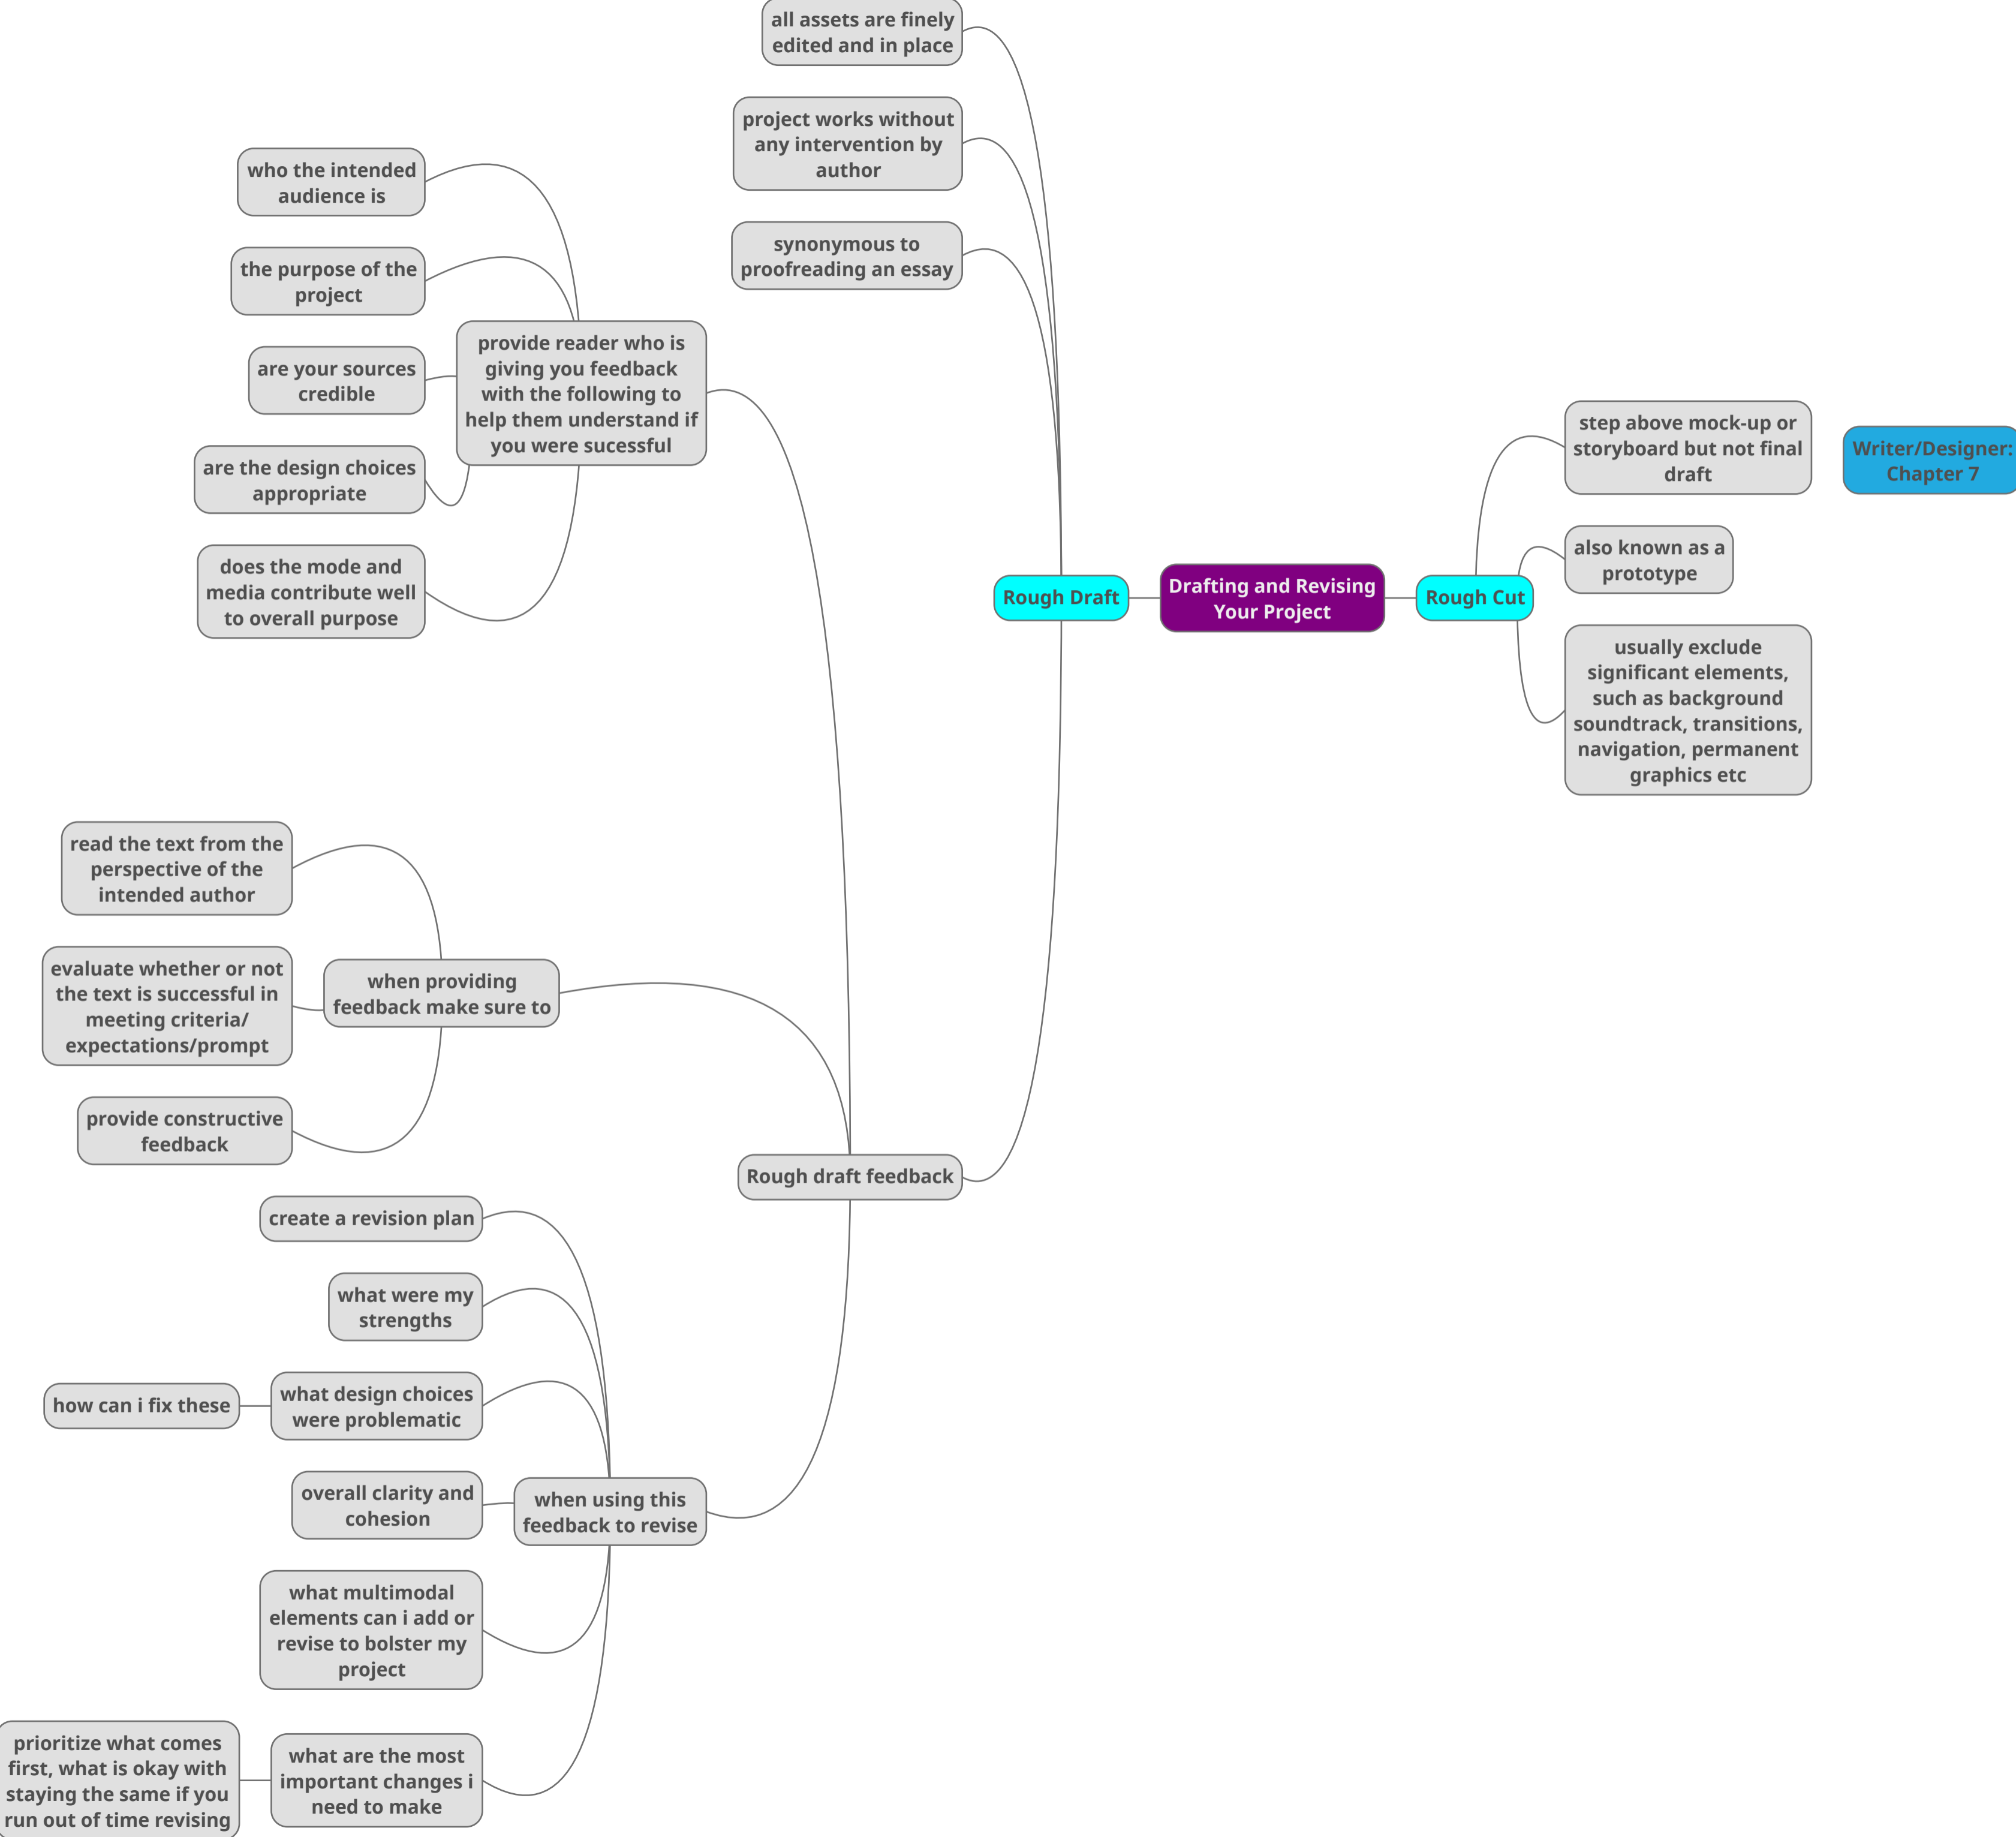 all assets are finely
edited and in place
project works without
any intervention by
author
synonymous to
proofreading an essay
who the intended
audience is
the purpose of the
project
are your sources
credible
are the design choices
appropriate
does the mode and
media contribute well
to overall purpose
provide reader who is
giving you feedback
with the following to
help them understand if
you were sucessful
Rough Draft
Drafting and Revising
Your Project
Rough Cut
step above mock-up or
storyboard but not final
draft
also known as a
prototype
usually exclude
significant elements,
such as background
soundtrack, transitions,
navigation, permanent
graphics etc
Writer/Designer:
Chapter 7
read the text from the
perspective of the
intended author
evaluate whether or not
the text is successful in
meeting criteria/
expectations/prompt
provide constructive
feedback
when providing
feedback make sure to
Rough draft feedback
create a revision plan
what were my
strengths
how can i fix these
what design choices
were problematic
overall clarity and
cohesion
when using this
feedback to revise
what multimodal
elements can i add or
revise to bolster my
project
prioritize what comes
first, what is okay with
staying the same if you
run out of time revising
what are the most
important changes i
need to make